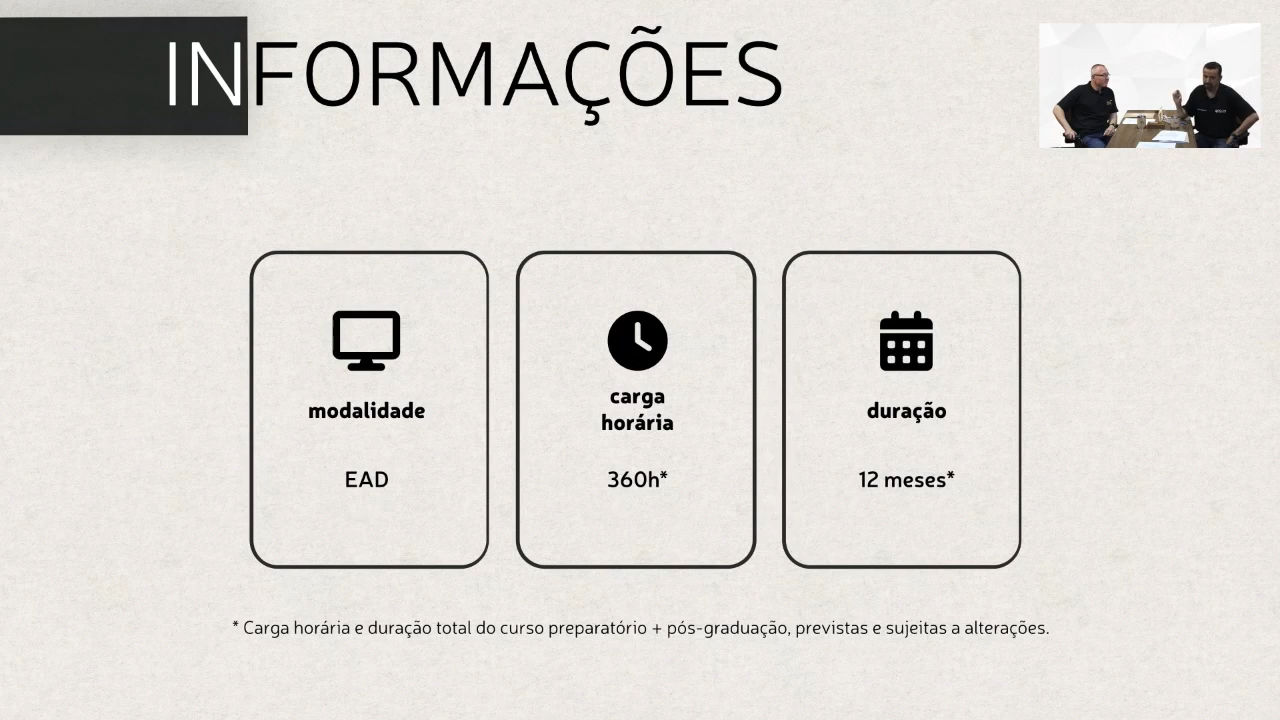 INFORMAÇÕES
modalidade
EAD
carga
horária
360h*
duração
12 meses*
* Carga horária e duração total do curso preparatório + pós-graduação, previstas e sujeitas a alterações.